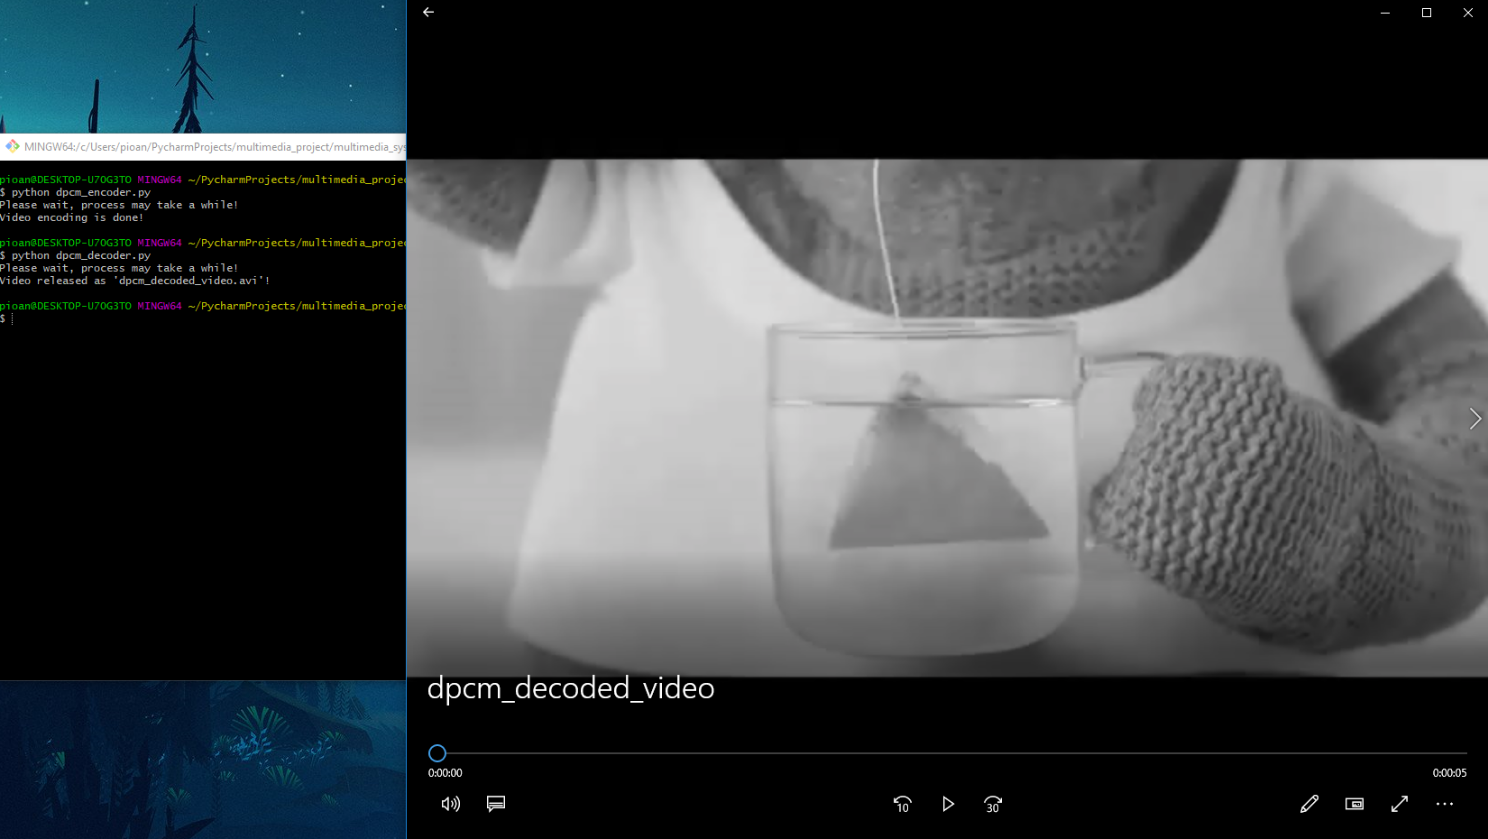 MINGW64:/c/Users/pioan/PycharmProjects/multimedia_project/multimedia_sys
pioan@DESKTOP-U7OG3TO MINGW64 ~/PycharmProjects/multimedia_projec
$ python dpcm_encoder.py
Please wait, process may take a while!
Video encoding is done!
pioan@DESKTOP-U7OG3TO MINGW64 ~/PycharmProjects/multimedia_projec
$ python dpcm_decoder.py
Please wait, process may take a while!
Video released as 'dpcm_decoded_video.avi'!
pioan@DESKTOP-U7OG3TO MINGW64 ~/PycharmProjects/multimedia_projec
$
dpcm_decoded_video
0:00:00
0:00:05
10
30